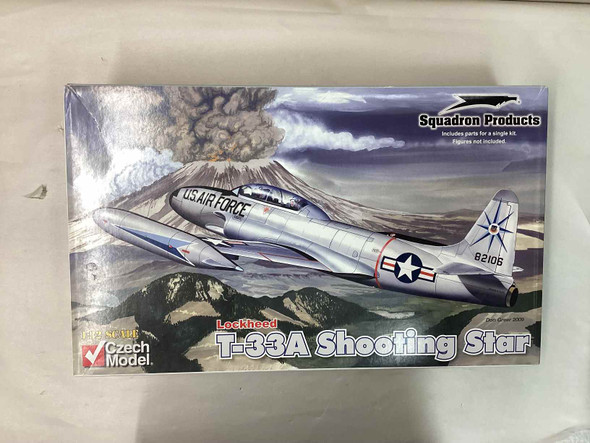 Squadron Products
Includes parts for a single kit.
Figures not included.
U.S. AIR FORCE
82106
SCALE
Czech
Model
Lockheed
T-33A Shooting Star